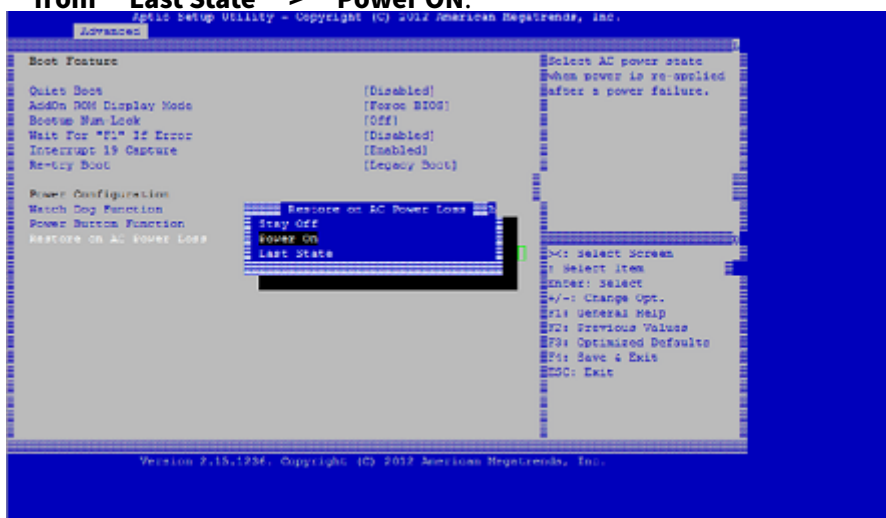 from "Last State" > "Power ON.
Aptio Setup Utility - Copyright (C) 2012 American Megatrends, Inc.
Advanced
Boot Feature
Quiet Boot [Disabled]
AddOn ROM Display Mode [Force BIOS]
Bootup Num-Lock [Off]
Wait For "F1" If Error [Disabled]
Interrupt 19 Capture [Enabled]
Re-try Boot [Legacy Boot]
Power Configuration
Watch Dog Function
Power Button Function
Restore on AC Power Loss
Restore on AC Power Loss
Stay Off
Power On
Last State
Select AC power state
when power is re-applied
after a power failure.
><: Select Screen
: Select Item
Enter: Select
+/-: Change Opt.
F1: General Help
F2: Previous Values
F3: Optimized Defaults
F4: Save & Exit
ESC: Exit
Version 2.15.1236. Copyright (C) 2012 American Megatrends, Inc.